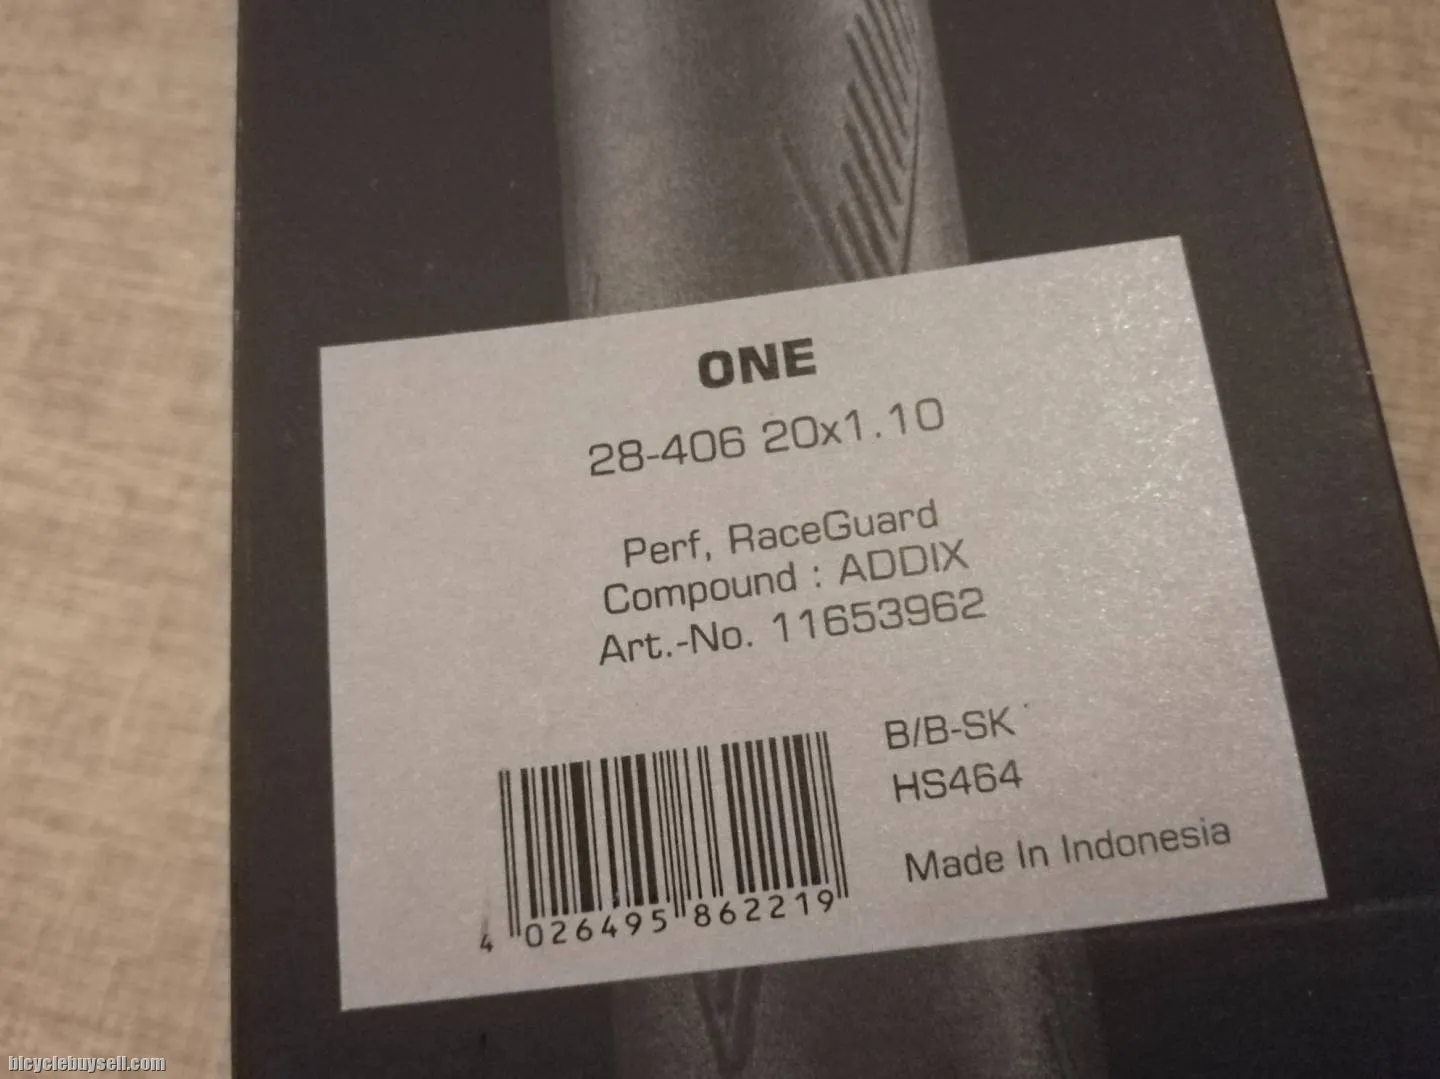 ONE
28-406 20x1.10
Perf, RaceGuard
Compound : ADDIX
Art.-No. 11653962
B/B-SK
HS464
Made In Indonesia
4 026495 862219
bicyclebuysell.com